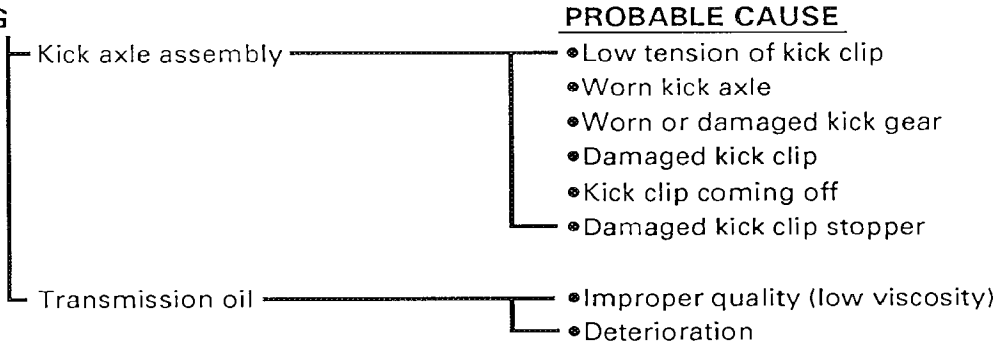 G
PROBABLE CAUSE
Kick axle assembly
•Low tension of kick clip
•Worn kick axle
•Worn or damaged kick gear
•Damaged kick clip
•Kick clip coming off
•Damaged kick clip stopper
Transmission oil
•Improper quality (low viscosity)
•Deterioration